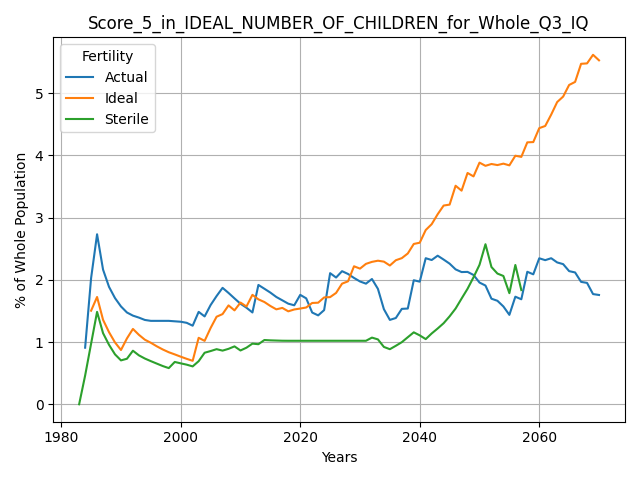 Score_5_in_IDEAL_NUMBER_OF_CHILDREN_for_Whole_Q3_IQ
Fertility
Actual
Ideal
Sterile
% of Whole Population
5
4
3
2
1
0
1980 2000 2020 2040 2060
Years